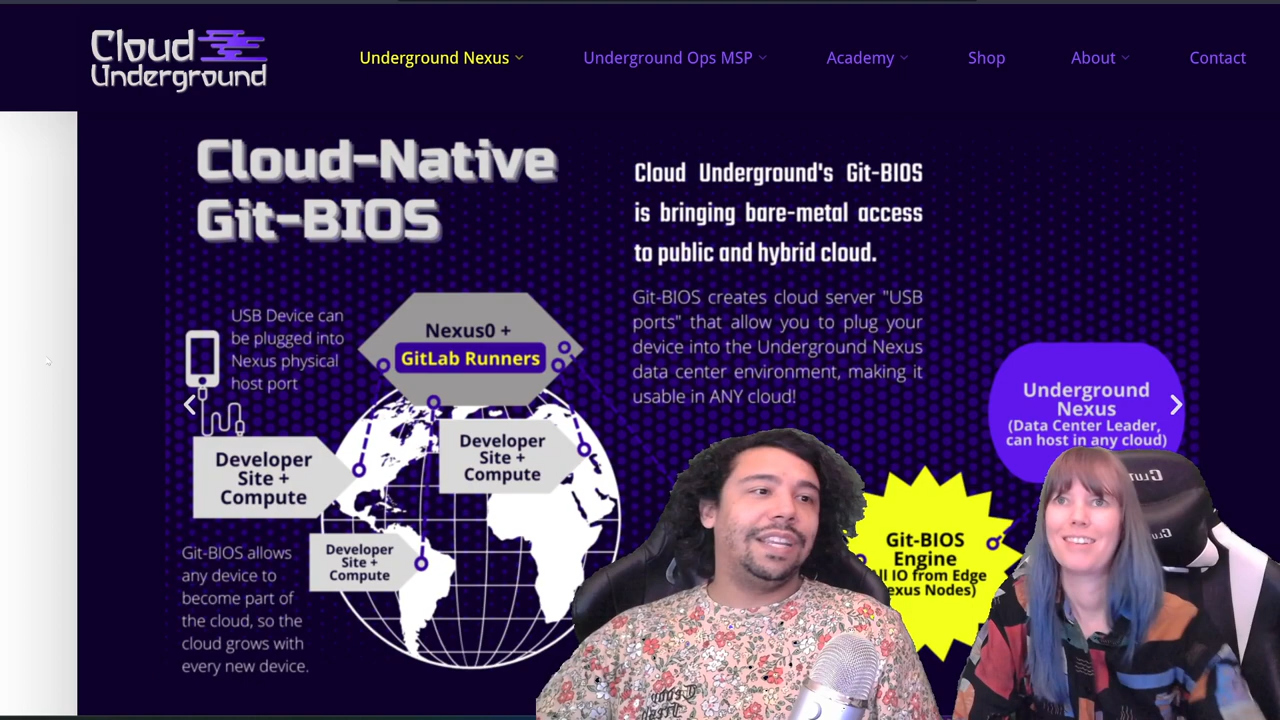 Cloud
Underground
Underground Nexus
Underground Ops MSP
Academy
Shop
About
Contact
Cloud-Native
Git-BIOS
Cloud Underground's Git-BIOS
is bringing bare-metal access
to public and hybrid cloud.
Git-BIOS creates cloud server "USB
ports" that allow you to plug your
device into the Underground Nexus
data center environment, making it
usable in ANY cloud!
USB Device can
be plugged into
Nexus physical
host port
Nexus0 +
GitLab Runners
Developer
Site +
Compute
Developer
Site +
Compute
Developer
Site +
Compute
Git-BIOS allows
any device to
become part of
the cloud, so the
cloud grows with
every new device.
Underground
Nexus
(Data Center Leader,
can host in any cloud)
Git-BIOS
Engine
IO from Edge
Nodes)